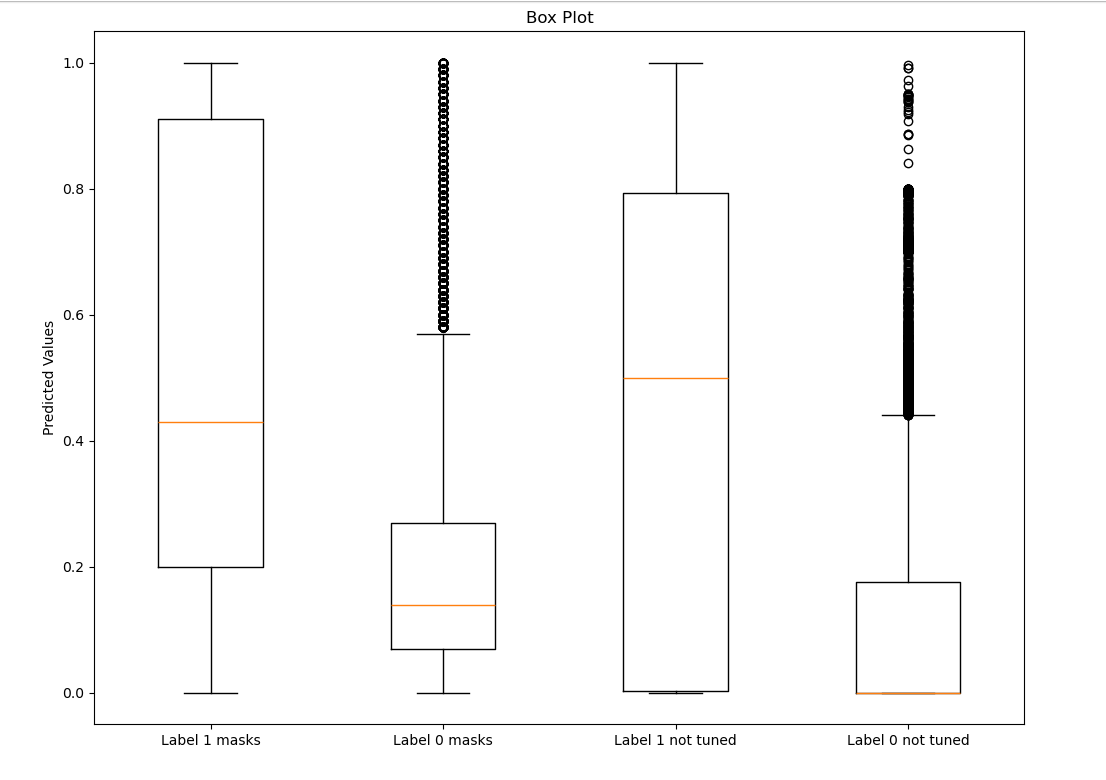 Box Plot
Predicted Values
1.0
0.8
0.6
0.4
0.2
0.0
Label 1 masks
Label 0 masks
Label 1 not tuned
Label 0 not tuned